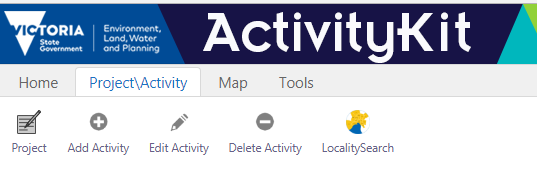 VICTORIA
State
Government
Environment,
Land, Water
and Planning
ActivityKit
Home Project\Activity Map Tools
Project Add Activity Edit Activity Delete Activity LocalitySearch